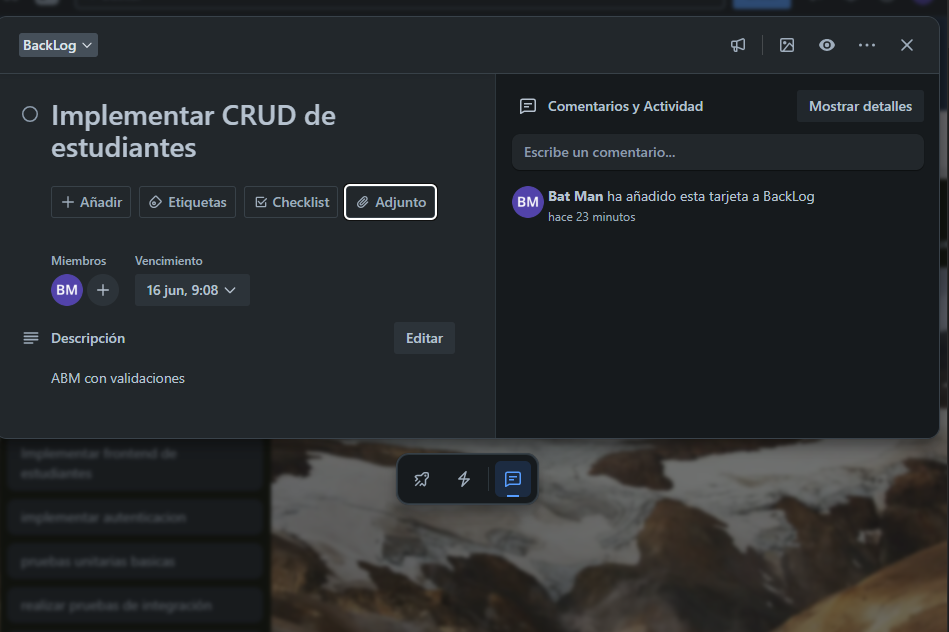 BackLog
Implementar CRUD de
estudiantes
Añadir
Etiquetas
Checklist
Adjunto
Miembros
Vencimiento
BM
16 jun, 9:08
Descripción
Editar
ABM con validaciones
Comentarios y Actividad
Mostrar detalles
Escribe un comentario...
BM
Bat Man ha añadido esta tarjeta a BackLog
hace 23 minutos
implementar frontend de
estudiantes
implementar autenticacion
pruebas unitarias basicas
realizar pruebas de integración